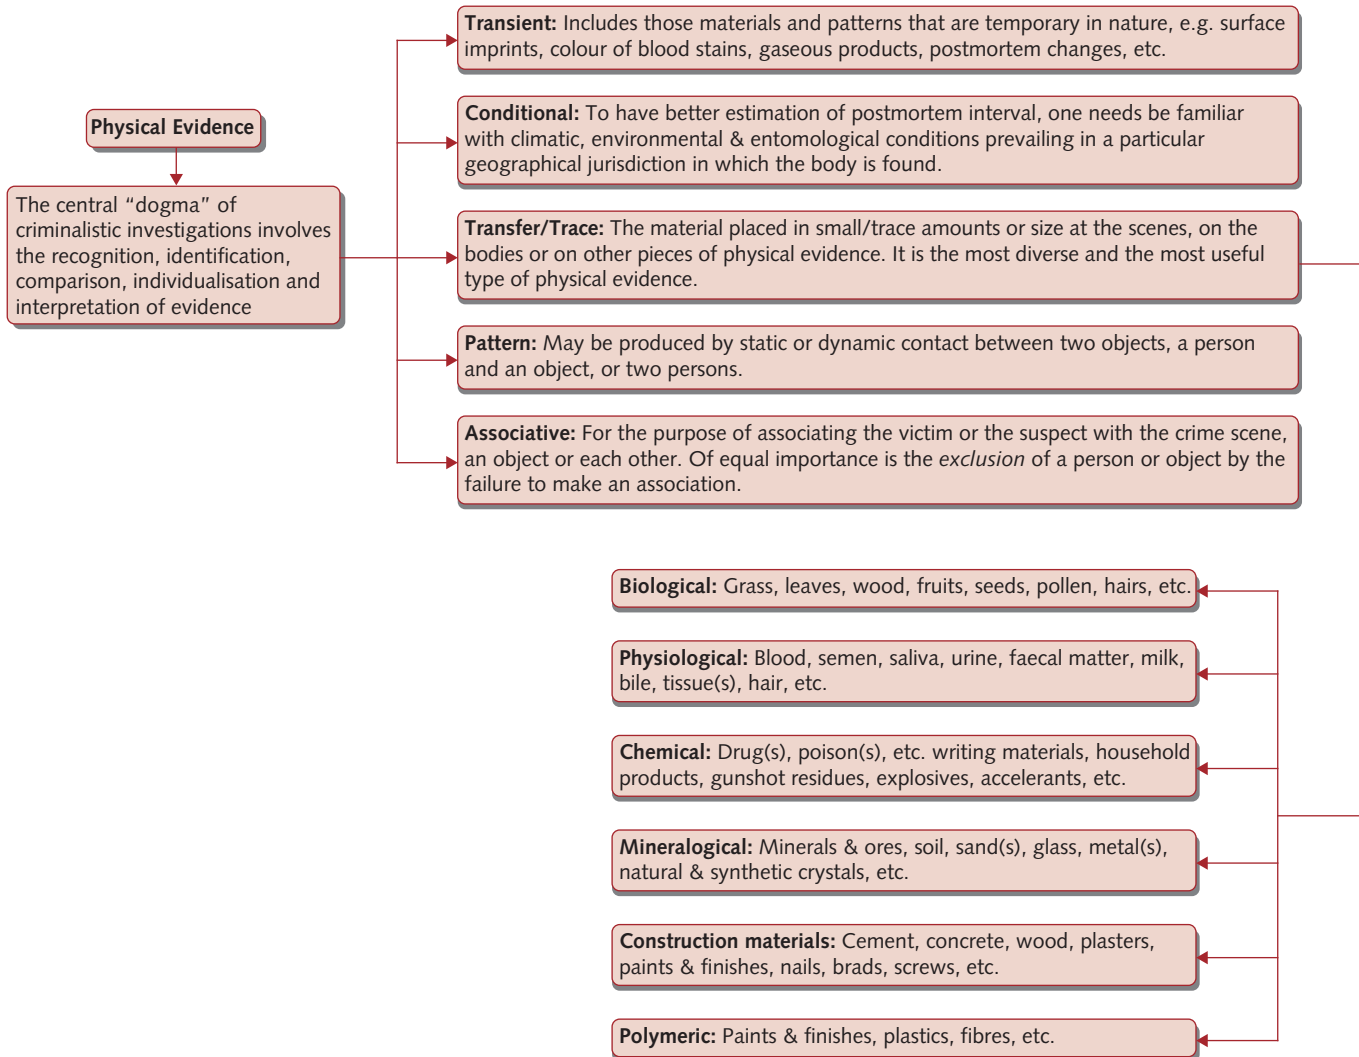 Physical Evidence
The central “dogma” of
criminalistic investigations involves
the recognition, identification,
comparison, individualisation and
interpretation of evidence
Transient: Includes those materials and patterns that are temporary in nature, e.g. surface
imprints, colour of blood stains, gaseous products, postmortem changes, etc.
Conditional: To have better estimation of postmortem interval, one needs be familiar
with climatic, environmental & entomological conditions prevailing in a particular
geographical jurisdiction in which the body is found.
Transfer/Trace: The material placed in small/trace amounts or size at the scenes, on the
bodies or on other pieces of physical evidence. It is the most diverse and the most useful
type of physical evidence.
Pattern: May be produced by static or dynamic contact between two objects, a person
and an object, or two persons.
Associative: For the purpose of associating the victim or the suspect with the crime scene,
an object or each other. Of equal importance is the exclusion of a person or object by the
failure to make an association.
Biological: Grass, leaves, wood, fruits, seeds, pollen, hairs, etc.
Physiological: Blood, semen, saliva, urine, faecal matter, milk,
bile, tissue(s), hair, etc.
Chemical: Drug(s), poison(s), etc. writing materials, household
products, gunshot residues, explosives, accelerants, etc.
Mineralogical: Minerals & ores, soil, sand(s), glass, metal(s),
natural & synthetic crystals, etc.
Construction materials: Cement, concrete, wood, plasters,
paints & finishes, nails, brads, screws, etc.
Polymeric: Paints & finishes, plastics, fibres, etc.